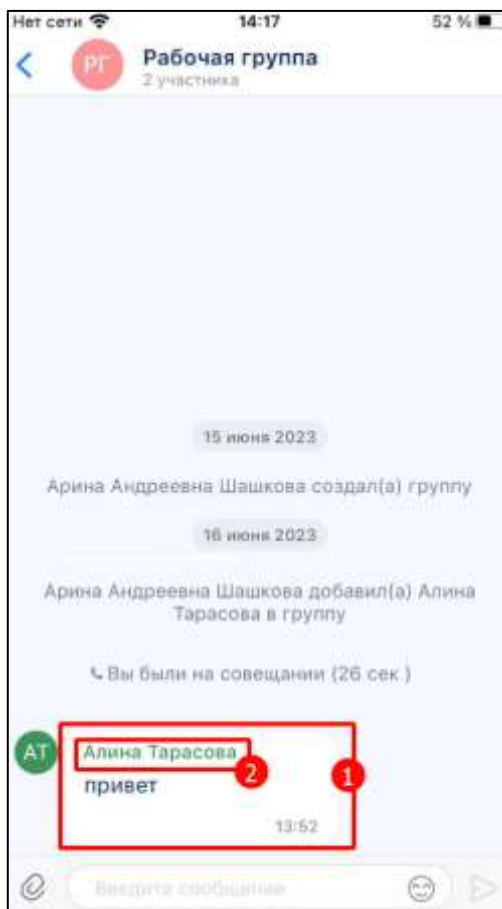 Нет сети 14:17 52 %
РГ Рабочая группа
2 участника
15 июня 2023
Арина Андреевна Шашкова создал(а) группу
16 июня 2023
Арина Андреевна Шашкова добавил(а) Алина
Тарасова в группу
Вы были на совещании (26 сек )
АТ Алина Тарасова
2 1
привет
13:52
Введите сообщение